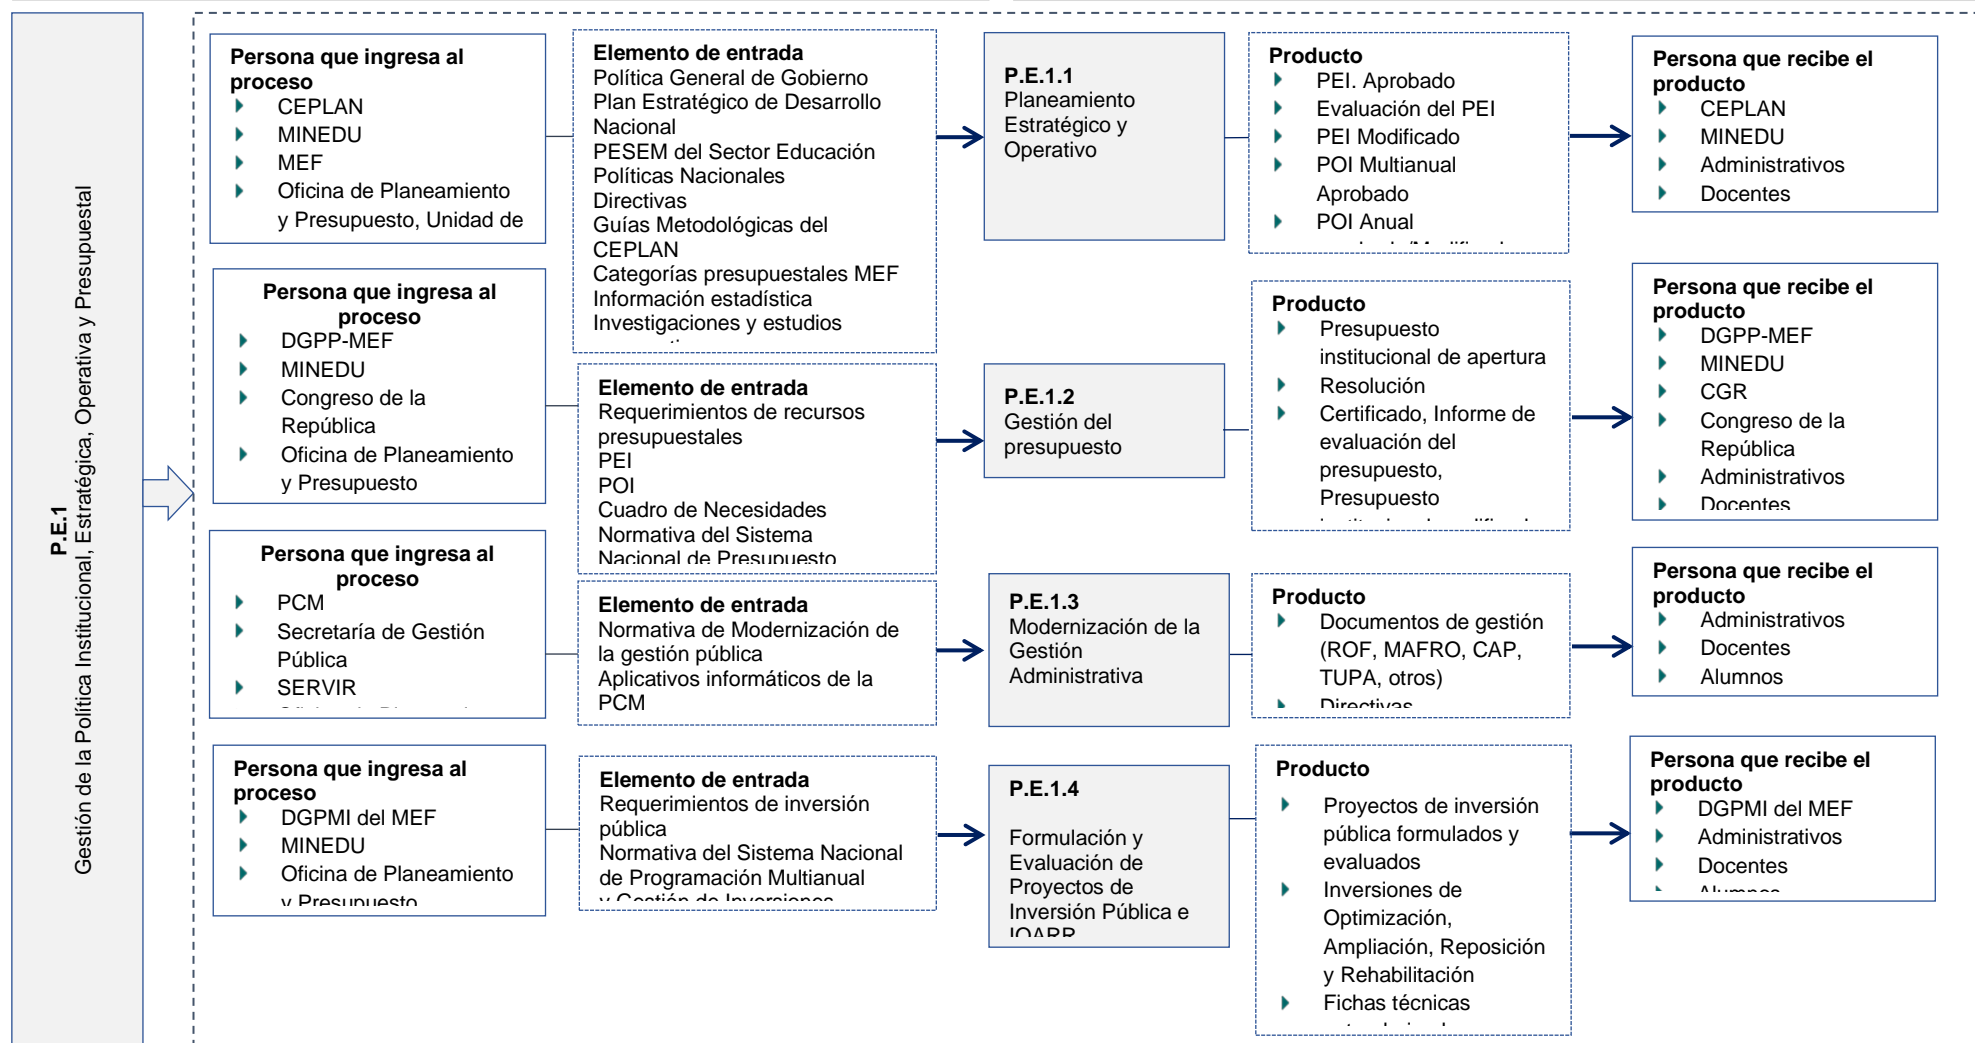 P.E.1
Gestión de la Política Institucional, Estratégica, Operativa y Presupuestal
Persona que ingresa al
proceso
CEPLAN
MINEDU
MEF
Oficina de Planeamiento
y Presupuesto, Unidad de
Elemento de entrada
Política General de Gobierno
Plan Estratégico de Desarrollo
Nacional
PESEM del Sector Educación
Políticas Nacionales
Directivas
Guías Metodológicas del
CEPLAN
Categorías presupuestales MEF
Información estadística
Investigaciones y estudios
P.E.1.1
Planeamiento
Estratégico y
Operativo
Producto
PEI. Aprobado
Evaluación del PEI
PEI Modificado
POI Multianual
Aprobado
POI Anual
Persona que recibe el
producto
CEPLAN
MINEDU
Administrativos
Docentes
Persona que ingresa al
proceso
DGPP-MEF
MINEDU
Congreso de la
República
Oficina de Planeamiento
y Presupuesto
Elemento de entrada
Requerimientos de recursos
presupuestales
PEI
POI
Cuadro de Necesidades
Normativa del Sistema
Nacional de Presupuesto
P.E.1.2
Gestión del
presupuesto
Producto
Presupuesto
institucional de apertura
Resolución
Certificado, Informe de
evaluación del
presupuesto,
Presupuesto
Persona que recibe el
producto
DGPP-MEF
MINEDU
CGR
Congreso de la
República
Administrativos
Docentes
Persona que ingresa al
proceso
PCM
Secretaría de Gestión
Pública
SERVIR
Elemento de entrada
Normativa de Modernización de
la gestión pública
Aplicativos informáticos de la
PCM
P.E.1.3
Modernización de la
Gestión
Administrativa
Producto
Documentos de gestión
(ROF, MAFRO, CAP,
TUPA, otros)
Directivas
Persona que recibe el
producto
Administrativos
Docentes
Alumnos
Persona que ingresa al
proceso
DGPMI del MEF
MINEDU
Oficina de Planeamiento
y Presupuesto
Elemento de entrada
Requerimientos de inversión
pública
Normativa del Sistema Nacional
de Programación Multianual
y Gestión de Inversiones
P.E.1.4
Formulación y
Evaluación de
Proyectos de
Inversión Pública e
IOARR
Producto
Proyectos de inversión
pública formulados y
evaluados
Inversiones de
Optimización,
Ampliación, Reposición
y Rehabilitación
Fichas técnicas
Persona que recibe el
producto
DGPMI del MEF
Administrativos
Docentes
Alumnos